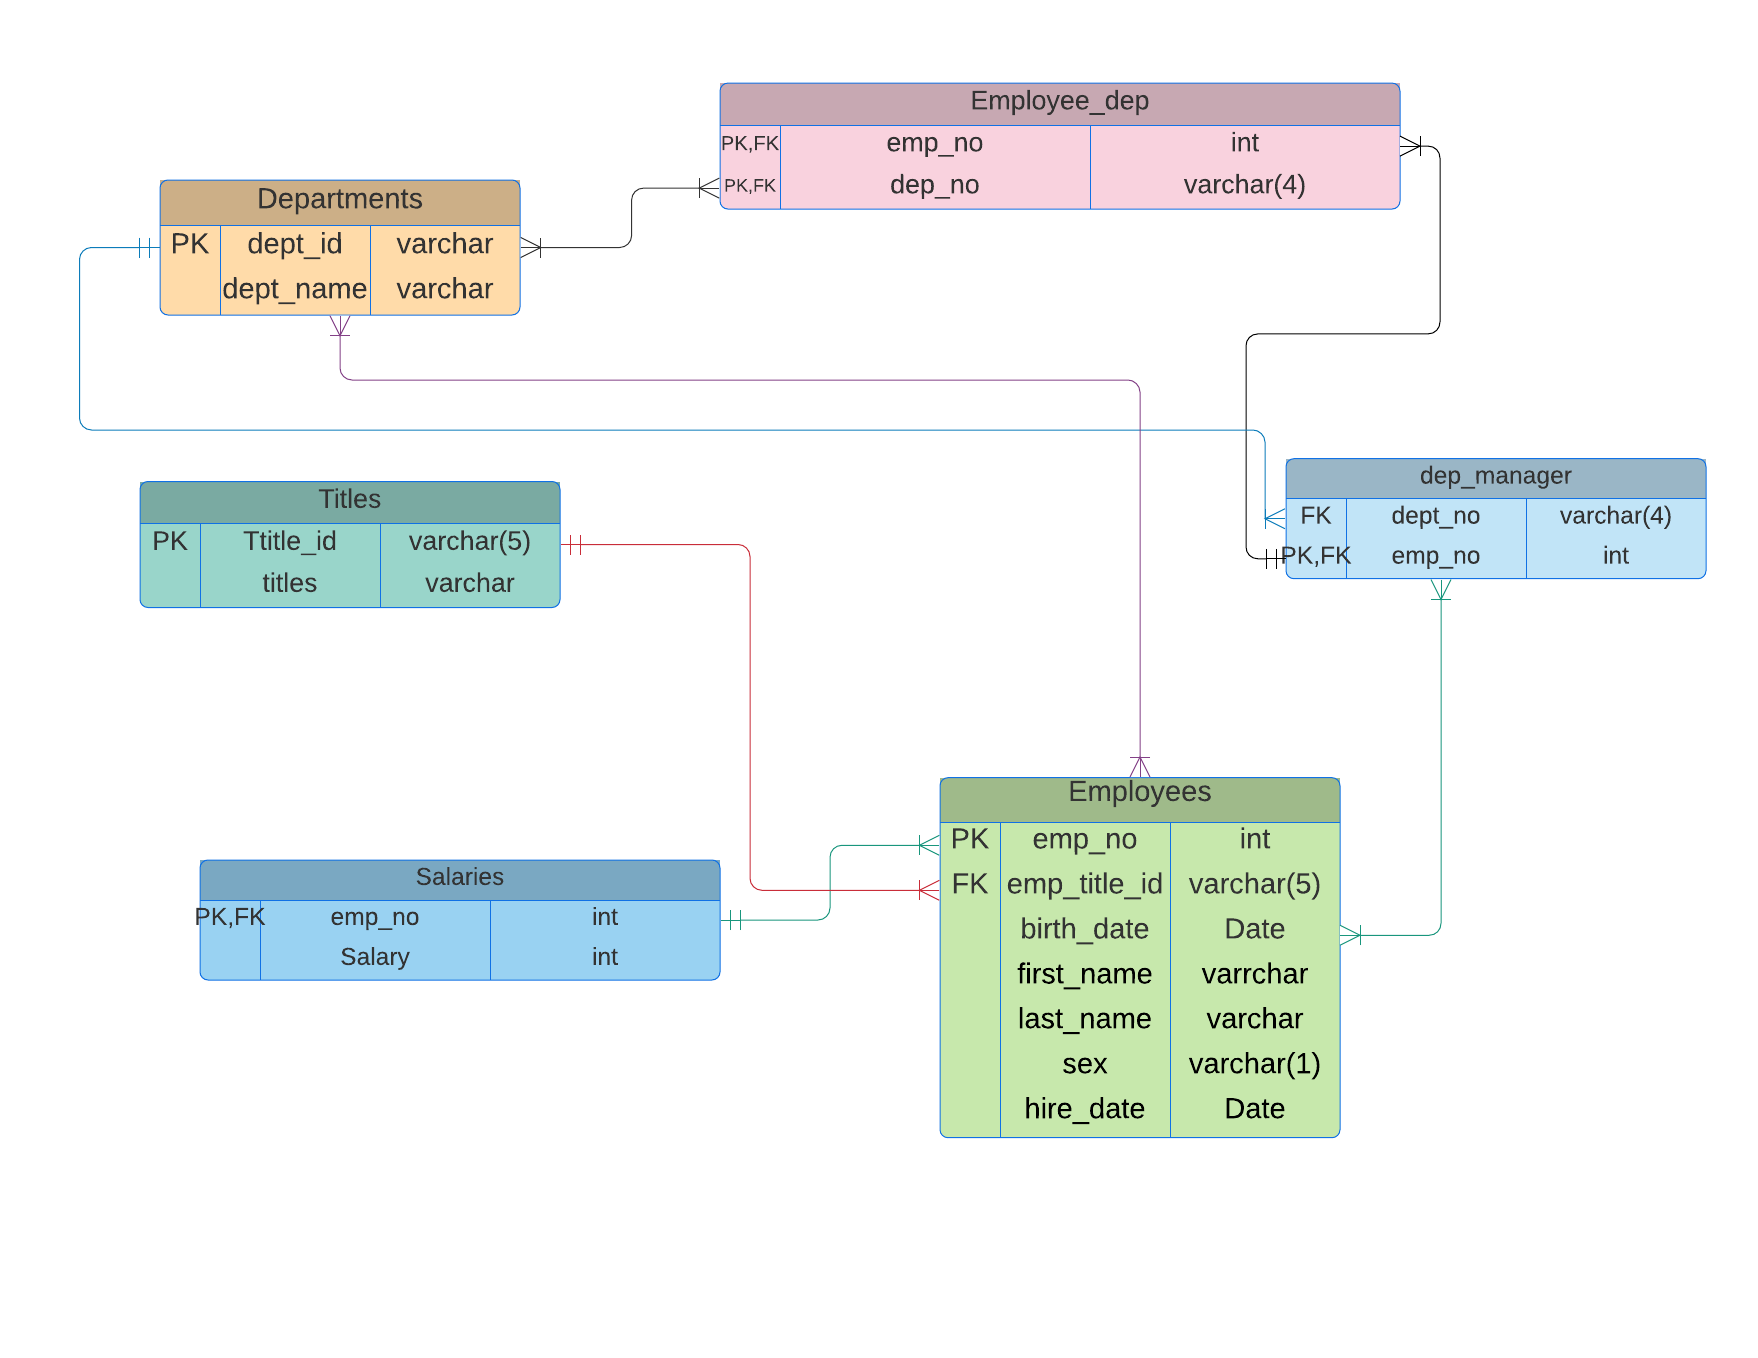 Employee_dep
PK,FK emp_no int
PK,FK dep_no varchar(4)
Departments
PK dept_id varchar
dept_name varchar
dep_manager
FK dept_no varchar(4)
PK,FK emp_no int
Titles
PK Ttitle_id varchar(5)
titles varchar
Employees
PK emp_no int
FK emp_title_id varchar(5)
birth_date Date
first_name varrchar
last_name varchar
sex varchar(1)
hire_date Date
Salaries
PK,FK emp_no int
Salary int